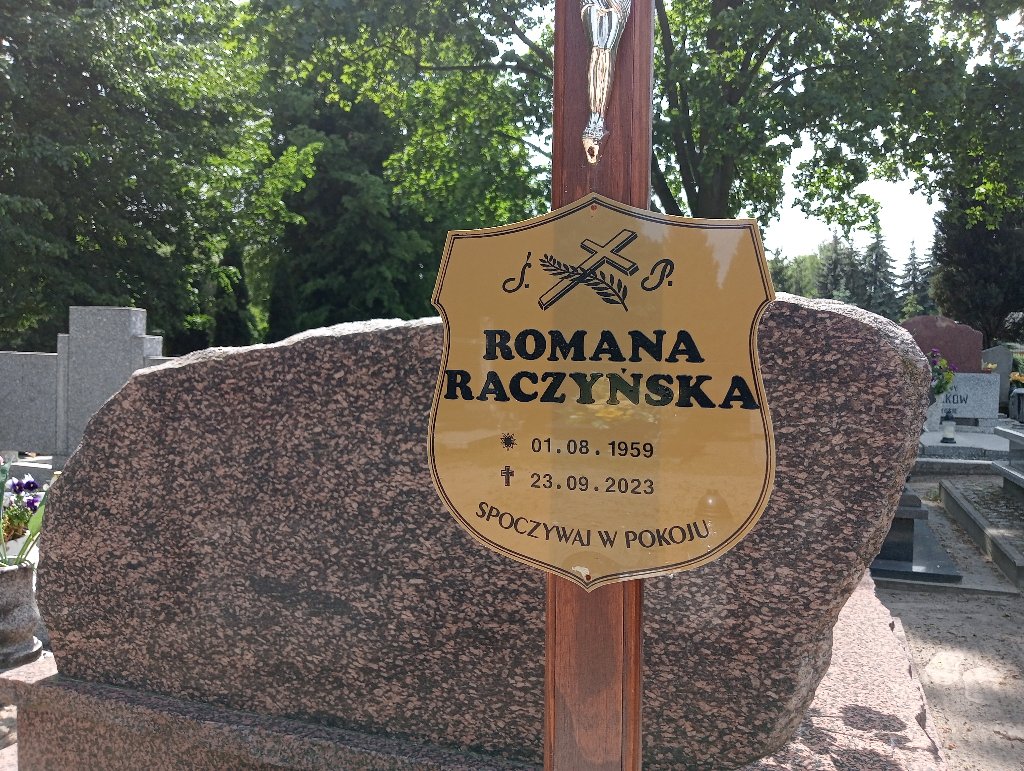 Ś. P.
ROMANA
RACZYŃSKA
01.08.1959
23.09.2023
SPOCZYWAJ W POKOJU